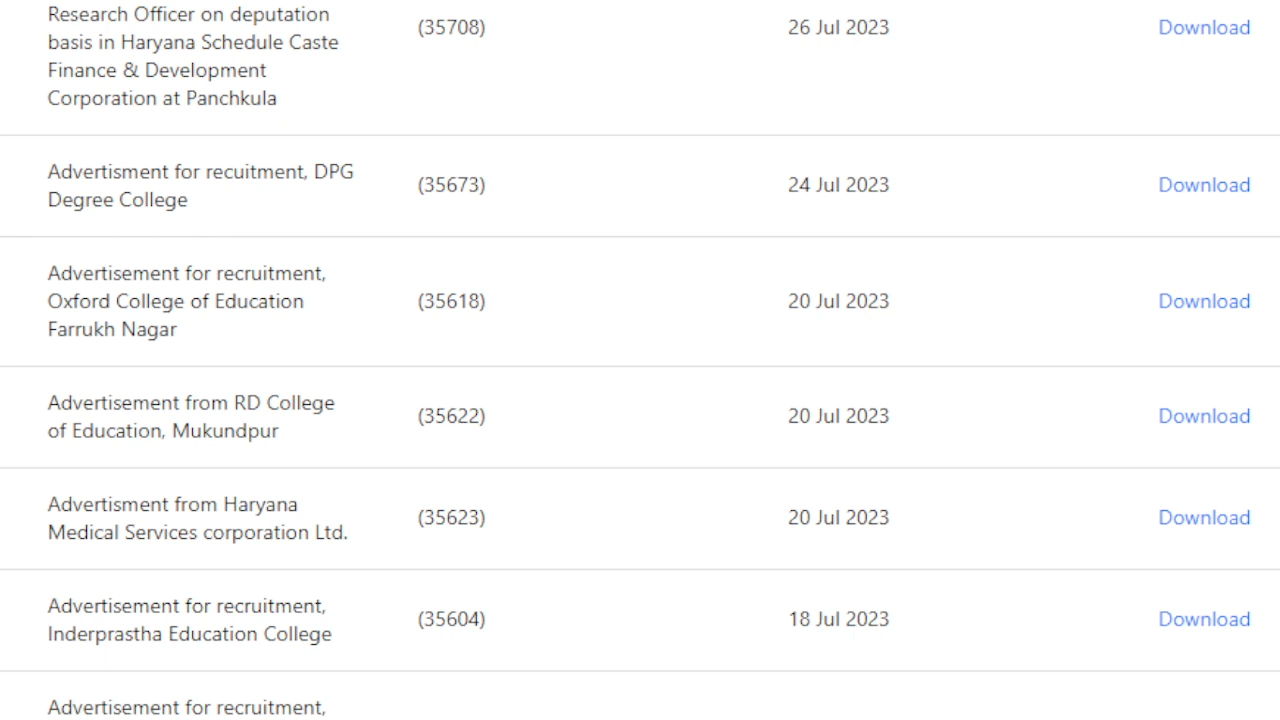 Research Officer on deputation
basis in Haryana Schedule Caste
Finance & Development
Corporation at Panchkula
(35708)
26 Jul 2023
Download
Advertisment for recuitment, DPG
Degree College
(35673)
24 Jul 2023
Download
Advertisement for recruitment,
Oxford College of Education
Farrukh Nagar
(35618)
20 Jul 2023
Download
Advertisement from RD College
of Education, Mukundpur
(35622)
20 Jul 2023
Download
Advertisment from Haryana
Medical Services corporation Ltd.
(35623)
20 Jul 2023
Download
Advertisement for recruitment,
Inderprastha Education College
(35604)
18 Jul 2023
Download
Advertisement for recruitment,